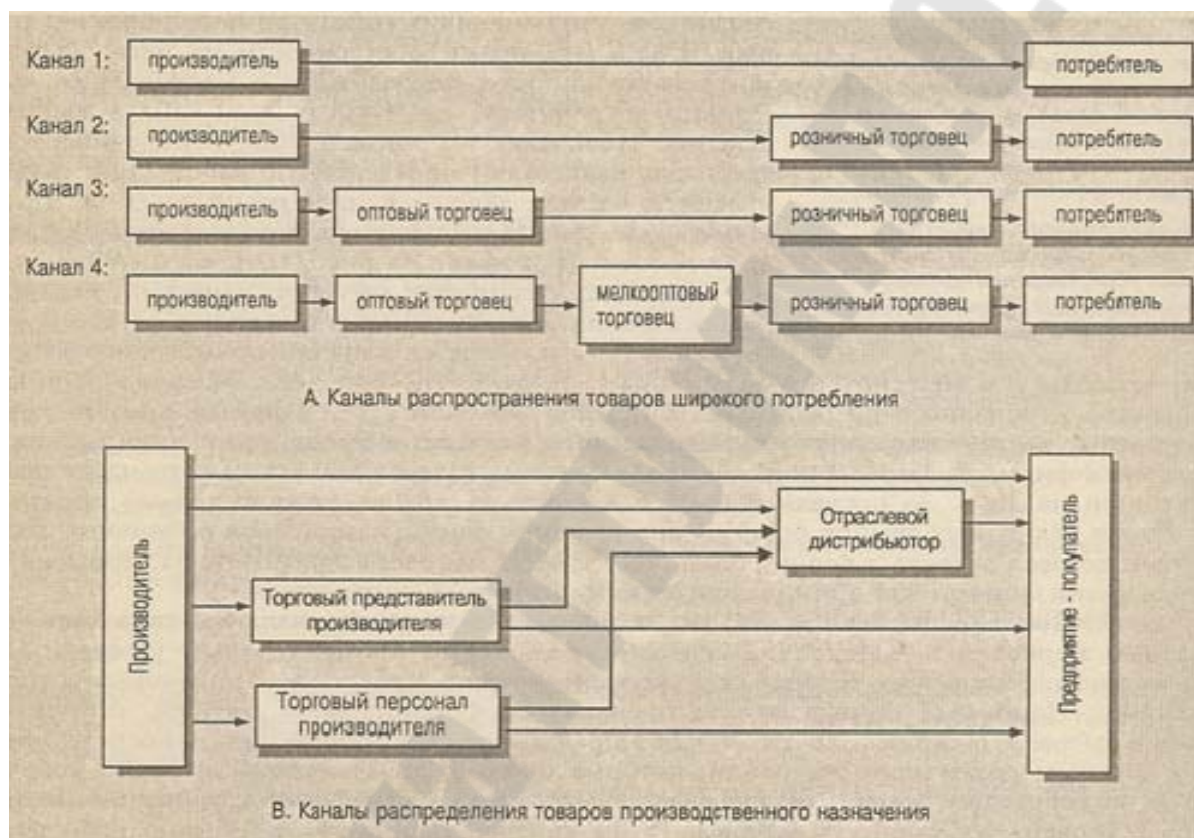 Канал 1:
производитель
потребитель
Канал 2:
производитель
розничный торговец
потребитель
Канал 3:
производитель
оптовый торговец
розничный торговец
потребитель
Канал 4:
производитель
оптовый торговец
мелкооптовый
торговец
розничный торговец
потребитель
А. Каналы распространения товаров широкого потребления
Производитель
Торговый представитель
производителя
Торговый персонал
производителя
Отраслевой
дистрибьютор
Предприятие - покупатель
В. Каналы распределения товаров производственного назначения